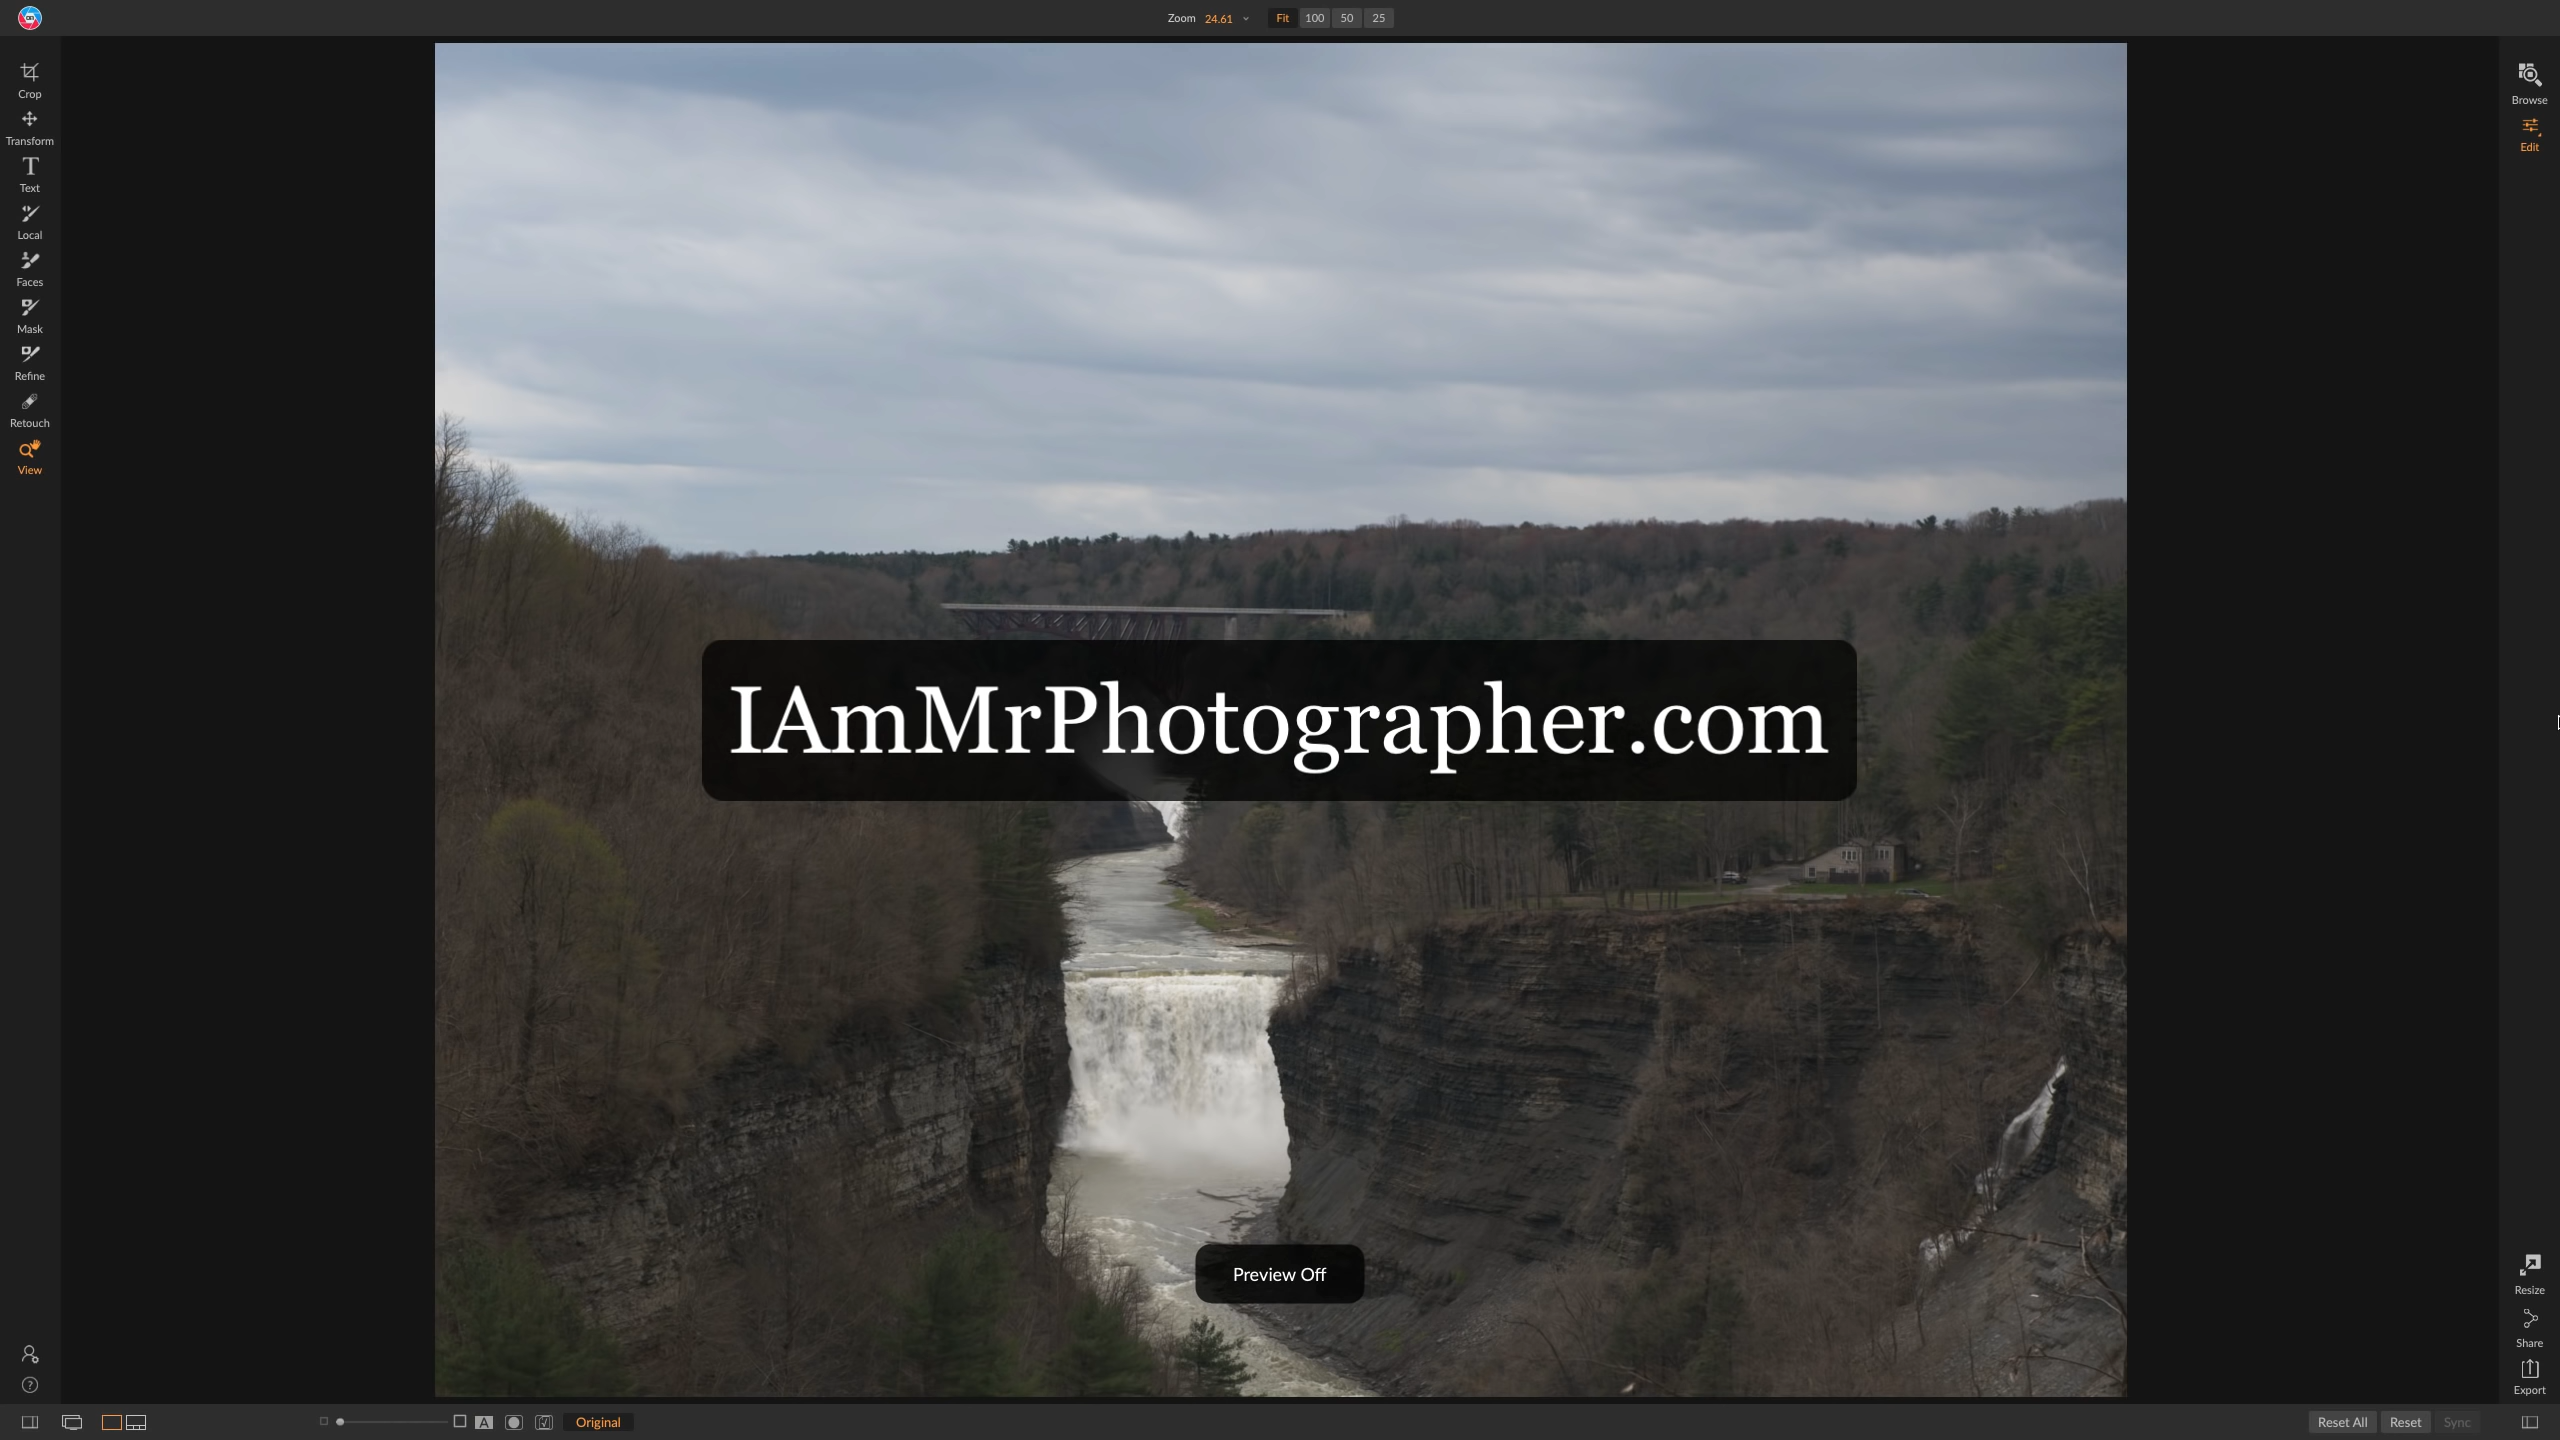 Zoom 24.61 Fit 100 50 25
Crop
Transform
Text
Local
Faces
Mask
Refine
Retouch
View
Browse
Edit
IAmMrPhotographer.com
Preview Off
Resize
Share
Export
A Original Reset All Reset Sync